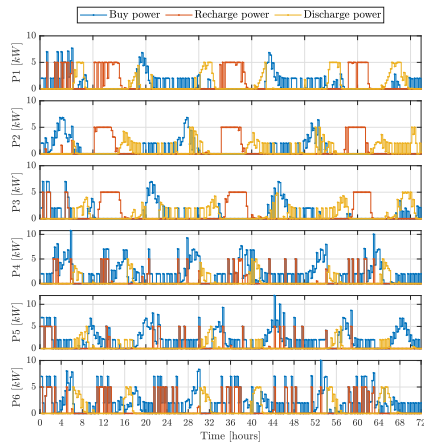 Buy power Recharge power Discharge power
10
5
0
P1 [kW]
10
5
0
P2 [kW]
10
5
0
P3 [kW]
10
5
0
P4 [kW]
10
5
0
P5 [kW]
10
5
0
P6 [kW]
0 4 8 12 16 20 24 28 32 36 40 44 48 52 56 60 64 68 72
Time [hours]